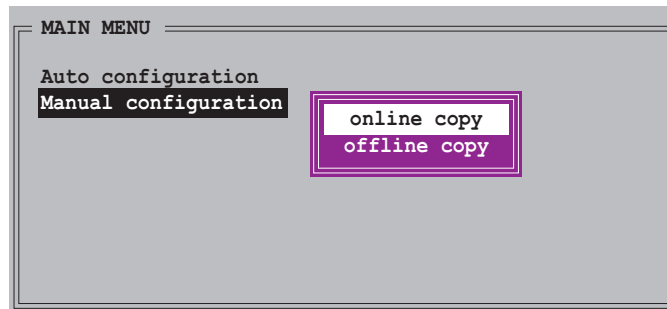 MAIN MENU
Auto configuration
Manual configuration
online copy
offline copy